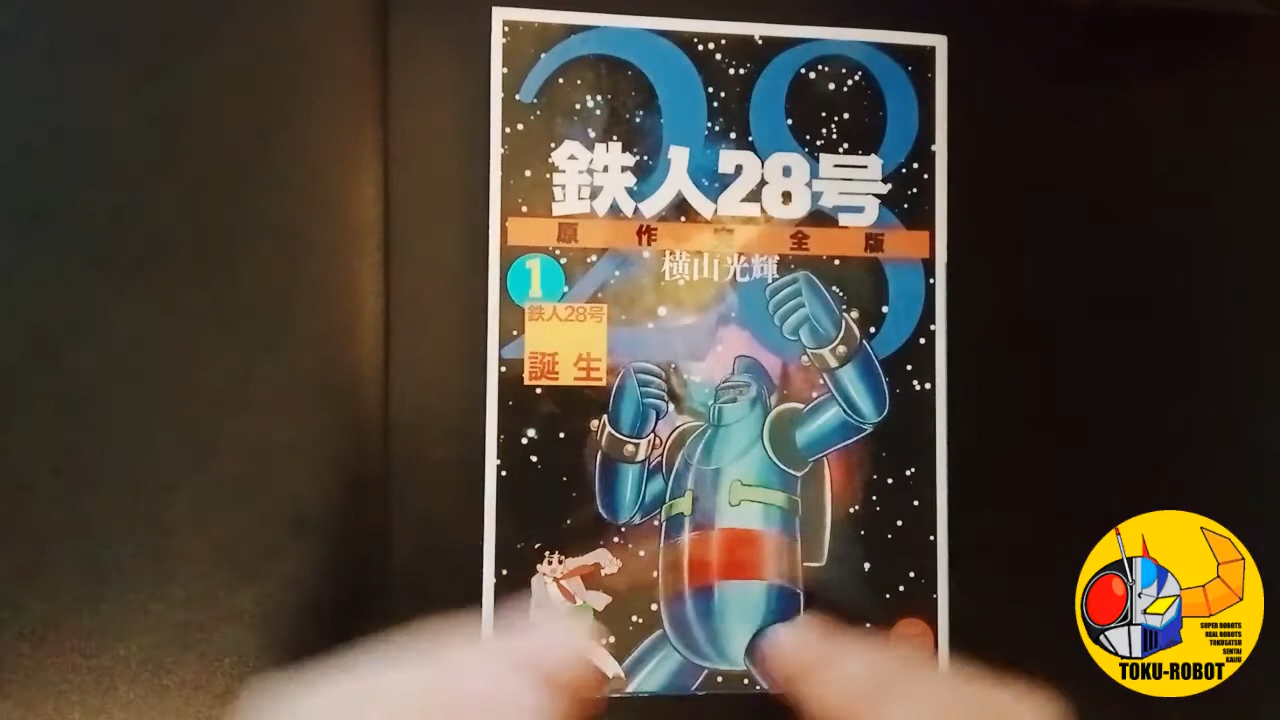 28
鉄人28号
原作完全版
横山光輝
1
鉄人28号
誕生
SUPER ROBOTS
REAL ROBOTS
TOKUSATSU
SENTAI
KAIJU
TOKU-ROBOT